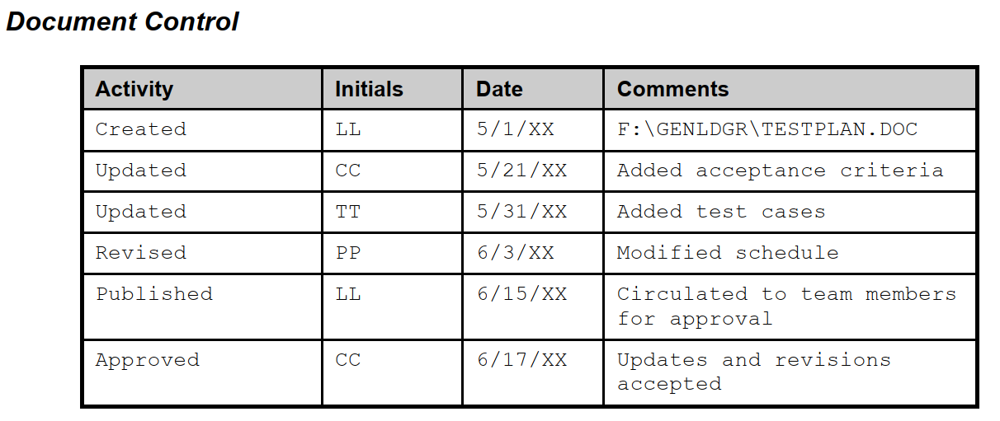 Document Control
Activity Initials Date Comments
Created LL 5/1/XX F:\GENLDGR\TESTPLAN.DOC
Updated CC 5/21/XX Added acceptance criteria
Updated TT 5/31/XX Added test cases
Revised PP 6/3/XX Modified schedule
Published LL 6/15/XX Circulated to team members
for approval
Approved CC 6/17/XX Updates and revisions
accepted